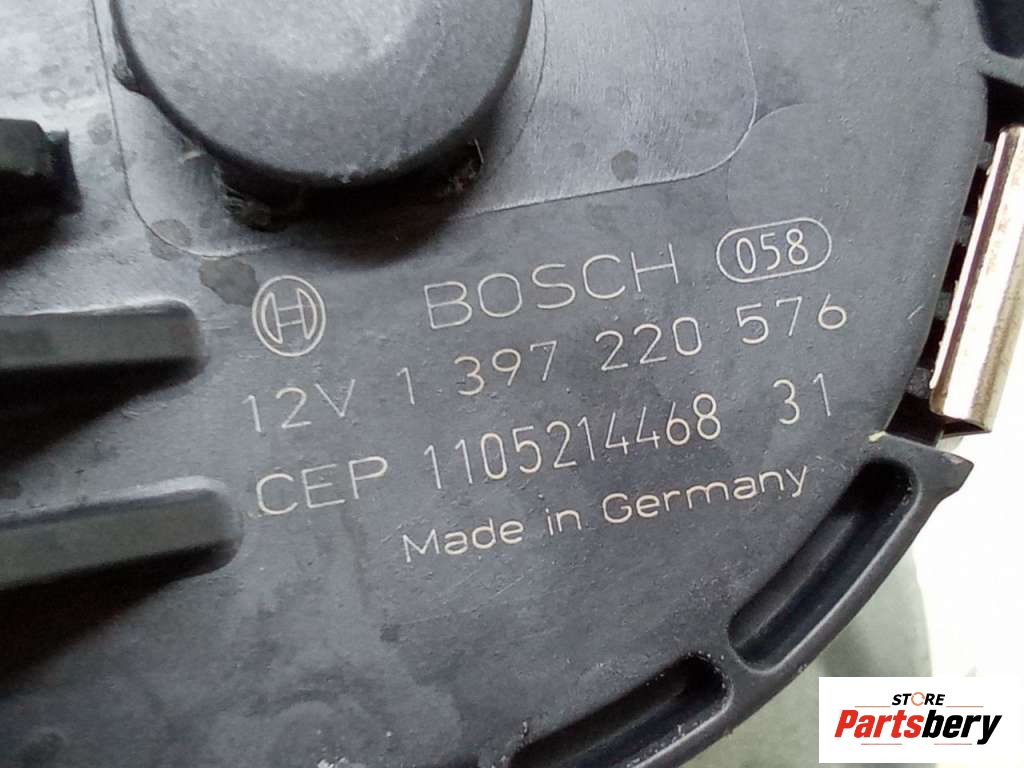 BOSCH 058
12V 1 397 220 576
CEP 1105214468 31
Made in Germany
STORE
Partsbery